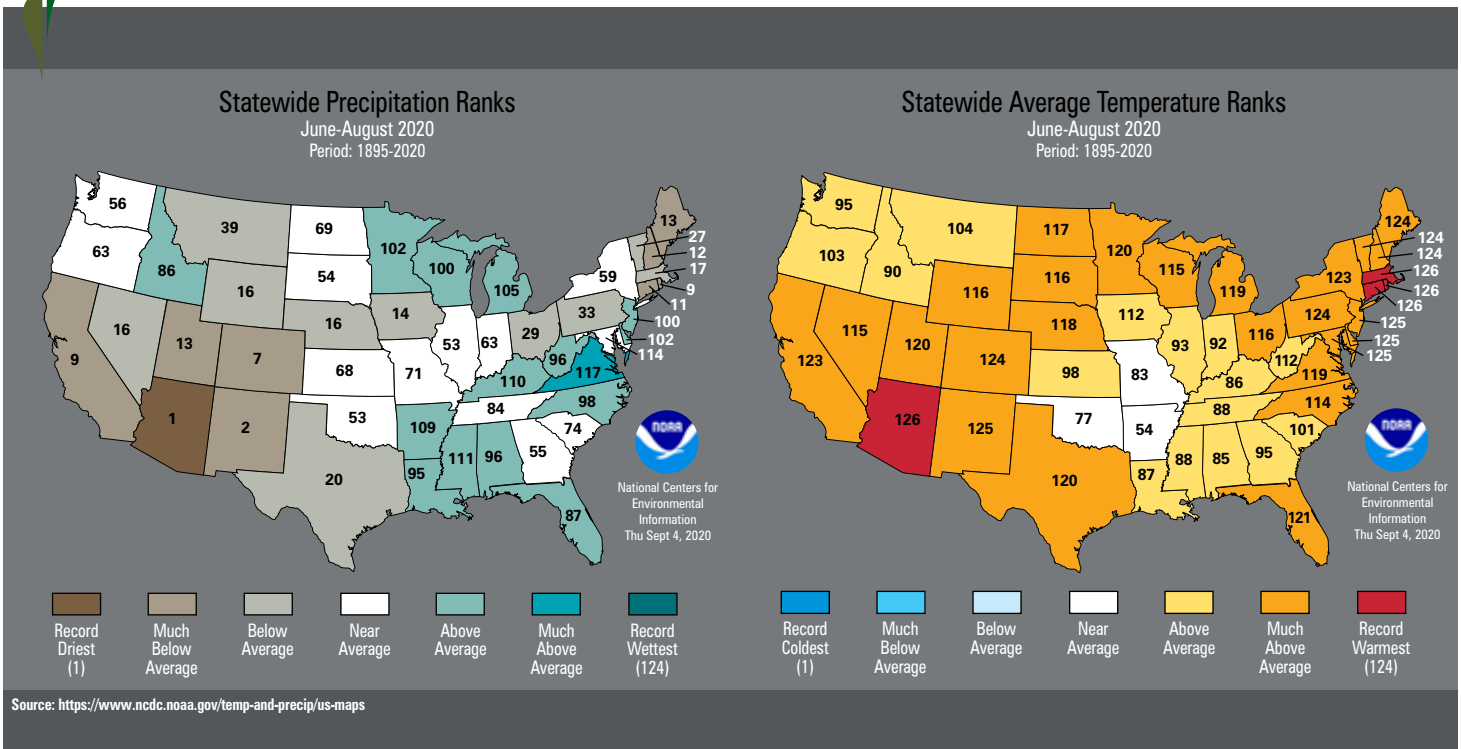 Statewide Precipitation Ranks
June-August 2020
Period: 1895-2020
56
39
69
102
13
63
86
54
100
105
59
27
12
17
9
11
16
16
16
14
33
100
102
114
9
13
7
68
71
53
63
29
96
117
110
98
1
2
53
109
84
74
111
96
55
20
95
87
NOAA
National Centers for
Environmental
Information
Thu Sept 4, 2020
Record
Driest
(1)
Much
Below
Average
Below
Average
Near
Average
Above
Average
Much
Above
Average
Record
Wettest
(124)
Statewide Average Temperature Ranks
June-August 2020
Period: 1895-2020
95
104
117
120
124
103
90
116
115
119
123
124
124
126
126
126
116
115
118
112
124
125
125
125
123
120
124
98
83
93
92
116
112
119
86
114
126
125
77
54
88
101
88
85
95
120
87
121
NOAA
National Centers for
Environmental
Information
Thu Sept 4, 2020
Record
Coldest
(1)
Much
Below
Average
Below
Average
Near
Average
Above
Average
Much
Above
Average
Record
Warmest
(124)
Source: https://www.ncdc.noaa.gov/temp-and-precip/us-maps